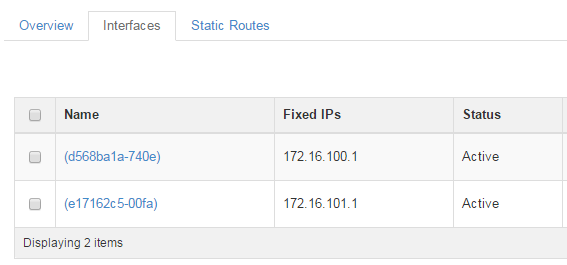 Overview Interfaces Static Routes
Name Fixed IPs Status
(d568ba1a-740e) 172.16.100.1 Active
(e17162c5-00fa) 172.16.101.1 Active
Displaying 2 items